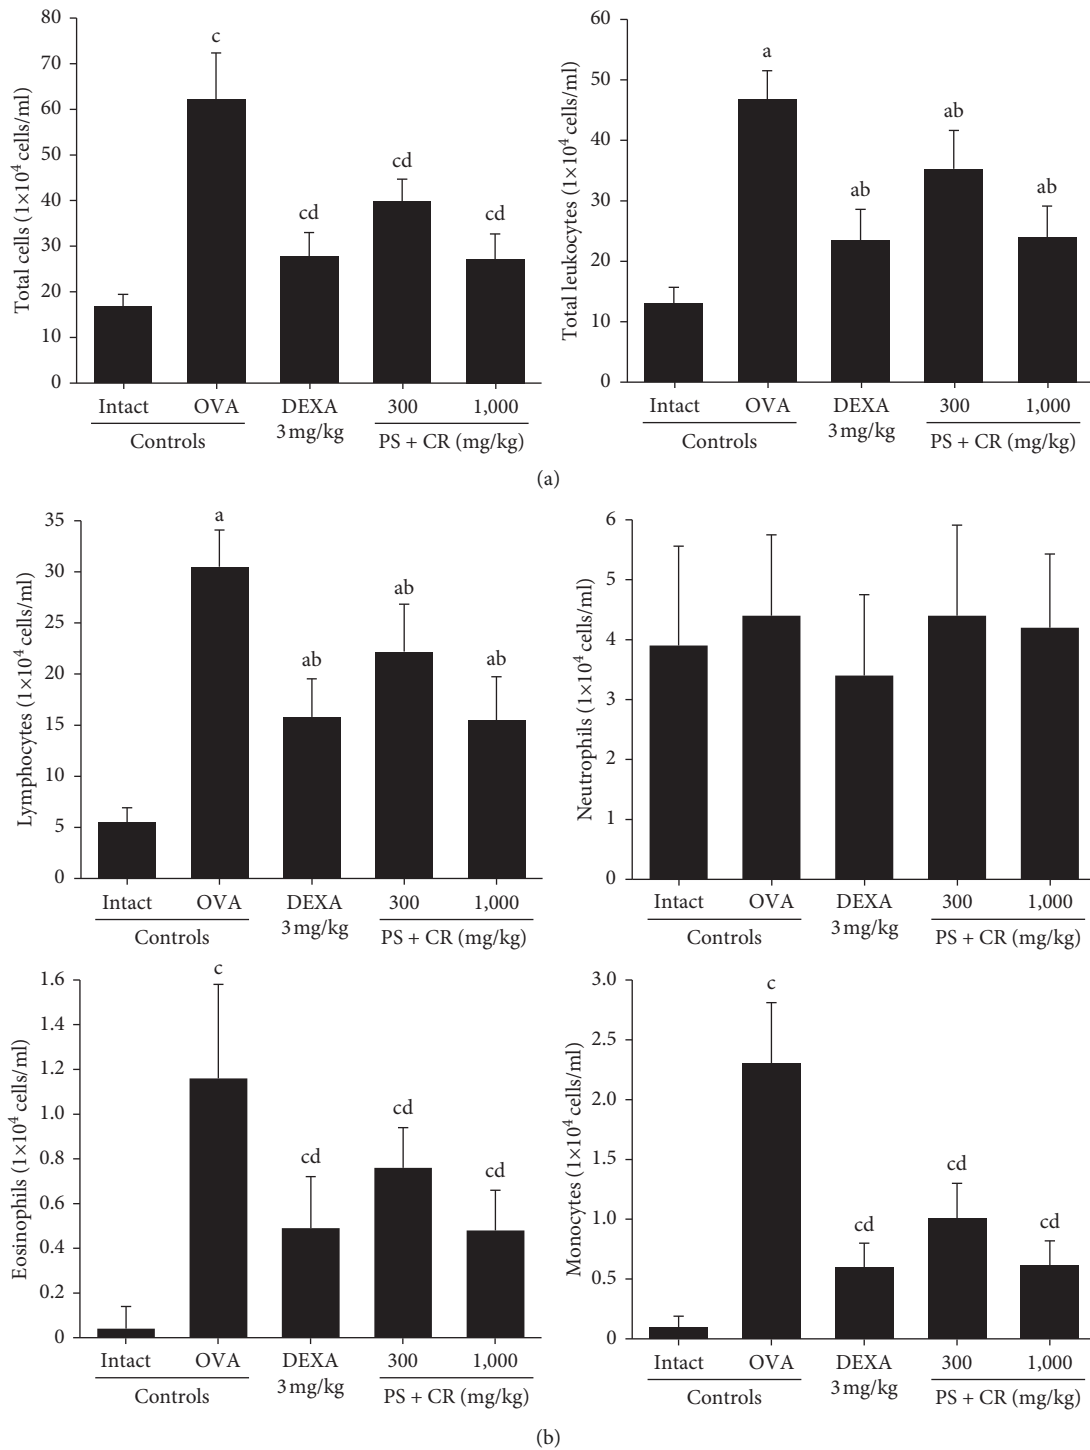 Total cells (1×10⁴ cells/ml)
80
70
60
50
40
30
20
10
0
c
cd
cd
cd
Intact OVA DEXA 300 1,000
3 mg/kg
Controls PS + CR (mg/kg)
Total leukocytes (1×10⁴ cells/ml)
60
50
40
30
20
10
0
a
ab
ab
ab
Intact OVA DEXA 300 1,000
3 mg/kg
Controls PS + CR (mg/kg)
(a)
Lymphocytes (1×10⁴ cells/ml)
35
30
25
20
15
10
5
0
a
ab
ab
ab
Intact OVA DEXA 300 1,000
3 mg/kg
Controls PS + CR (mg/kg)
Neutrophils (1×10⁴ cells/ml)
6
5
4
3
2
1
0
Intact OVA DEXA 300 1,000
3 mg/kg
Controls PS + CR (mg/kg)
Eosinophils (1×10⁴ cells/ml)
1.6
1.4
1.2
1.0
0.8
0.6
0.4
0.2
0
c
cd
cd
cd
Intact OVA DEXA 300 1,000
3 mg/kg
Controls PS + CR (mg/kg)
Monocytes (1×10⁴ cells/ml)
3.0
2.5
2.0
1.5
1.0
0.5
0
c
cd
cd
cd
Intact OVA DEXA 300 1,000
3 mg/kg
Controls PS + CR (mg/kg)
(b)